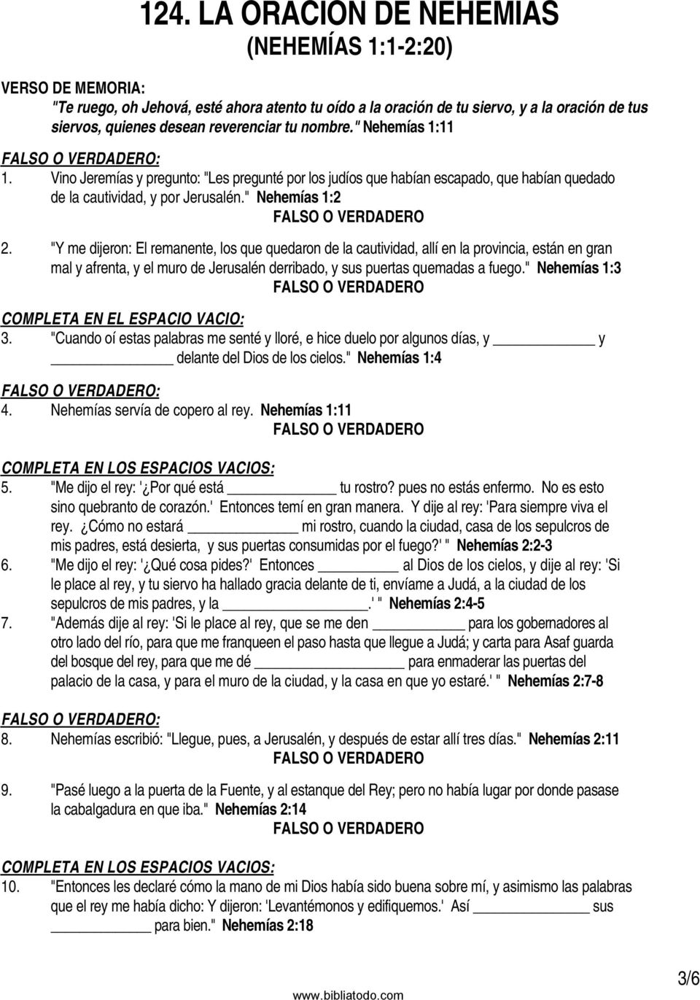 124. LA ORACION DE NEHEMIAS
(NEHEMÍAS 1:1-2:20)
VERSO DE MEMORIA:
"Te ruego, oh Jehová, esté ahora atento tu oído a la oración de tu siervo, y a la oración de tus
siervos, quienes desean reverenciar tu nombre." Nehemías 1:11
FALSO O VERDADERO:
1. Vino Jeremías y pregunto: "Les pregunté por los judíos que habían escapado, que habían quedado
de la cautividad, y por Jerusalén." Nehemías 1:2
FALSO O VERDADERO
2. "Y me dijeron: El remanente, los que quedaron de la cautividad, allí en la provincia, están en gran
mal y afrenta, y el muro de Jerusalén derribado, y sus puertas quemadas a fuego." Nehemías 1:3
FALSO O VERDADERO
COMPLETA EN EL ESPACIO VACIO:
3. "Cuando oí estas palabras me senté y lloré, e hice duelo por algunos días, y ______________ y
_________________ delante del Dios de los cielos." Nehemías 1:4
FALSO O VERDADERO:
4. Nehemías servía de copero al rey. Nehemías 1:11
FALSO O VERDADERO
COMPLETA EN LOS ESPACIOS VACIOS:
5. "Me dijo el rey: '¿Por qué está _______________ tu rostro? pues no estás enfermo. No es esto
sino quebranto de corazón.' Entonces temí en gran manera. Y dije al rey: 'Para siempre viva el
rey. ¿Cómo no estará _______________ mi rostro, cuando la ciudad, casa de los sepulcros de
mis padres, está desierta, y sus puertas consumidas por el fuego?' " Nehemías 2:2-3
6. "Me dijo el rey: '¿Qué cosa pides?' Entonces ___________ al Dios de los cielos, y dije al rey: 'Si
le place al rey, y tu siervo ha hallado gracia delante de ti, envíame a Judá, a la ciudad de los
sepulcros de mis padres, y la ____________________.' " Nehemías 2:4-5
7. "Además dije al rey: 'Si le place al rey, que se me den _____________ para los gobernadores al
otro lado del río, para que me franqueen el paso hasta que llegue a Judá; y carta para Asaf guarda
del bosque del rey, para que me dé _____________________ para enmaderar las puertas del
palacio de la casa, y para el muro de la ciudad, y la casa en que yo estaré.' " Nehemías 2:7-8
FALSO O VERDADERO:
8. Nehemías escribió: "Llegue, pues, a Jerusalén, y después de estar allí tres días." Nehemías 2:11
FALSO O VERDADERO
9. "Pasé luego a la puerta de la Fuente, y al estanque del Rey; pero no había lugar por donde pasase
la cabalgadura en que iba." Nehemías 2:14
FALSO O VERDADERO
COMPLETA EN LOS ESPACIOS VACIOS:
10. "Entonces les declaré cómo la mano de mi Dios había sido buena sobre mí, y asimismo las palabras
que el rey me había dicho: Y dijeron: 'Levantémonos y edifiquemos.' Así ________________ sus
______________ para bien." Nehemías 2:18
3/6
www.bibliatodo.com